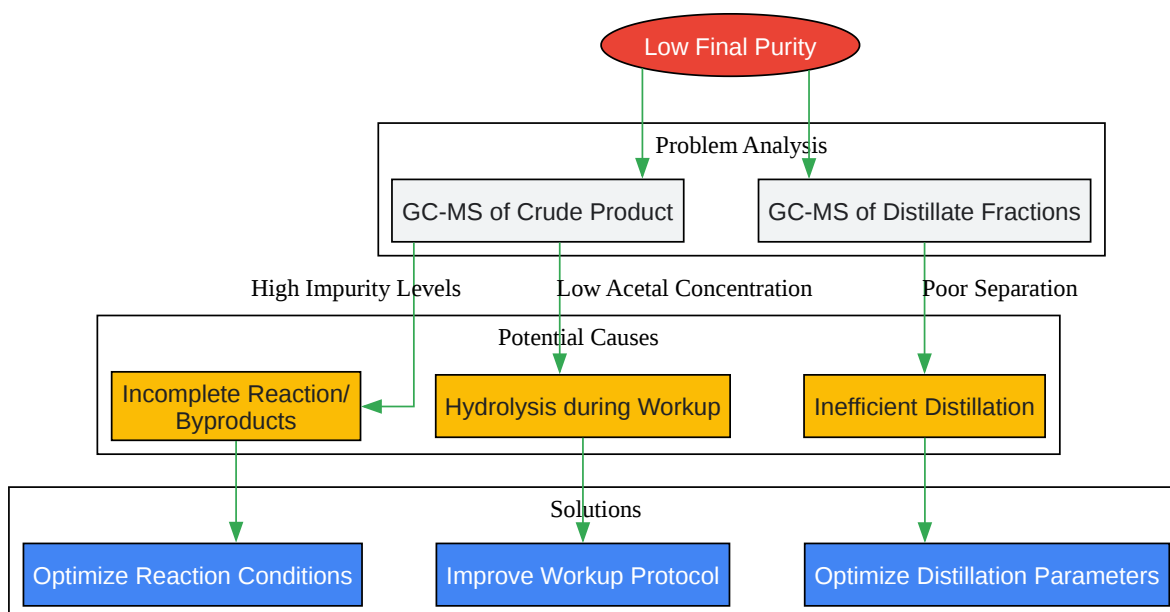 Low Final Purity
Problem Analysis
GC-MS of Crude Product
GC-MS of Distillate Fractions
High Impurity Levels
Low Acetal Concentration
Poor Separation
Potential Causes
Incomplete Reaction/
Byproducts
Hydrolysis during Workup
Inefficient Distillation
Solutions
Optimize Reaction Conditions
Improve Workup Protocol
Optimize Distillation Parameters